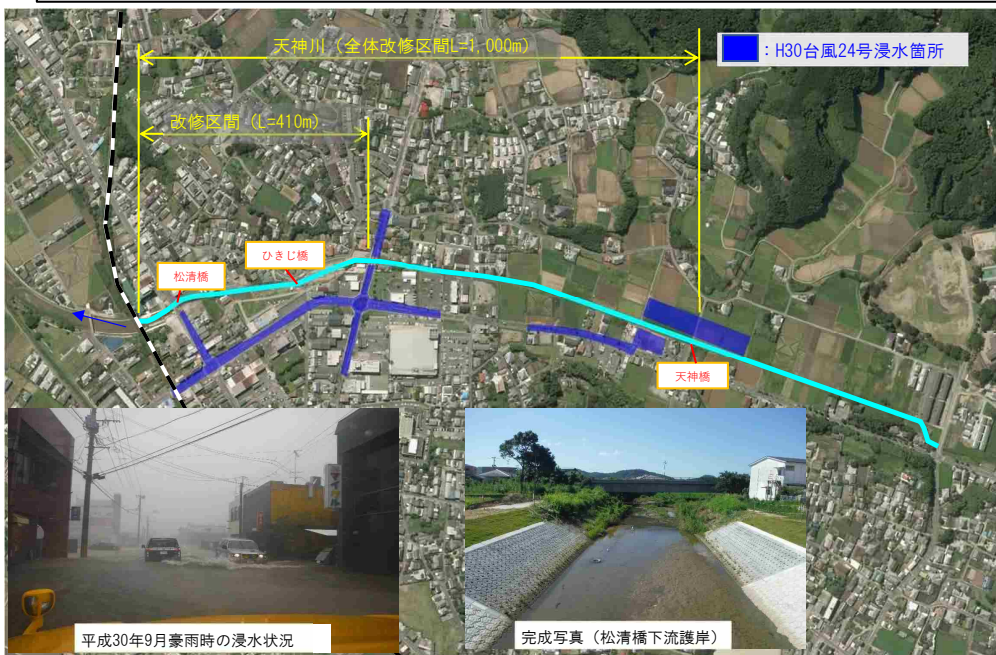 天神川（全体改修区間L=1,000m）
：H30台風24号浸水箇所
改修区間（L=410m）
ひきじ橋
松清橋
天神橋
平成30年9月豪雨時の浸水状況
完成写真（松清橋下流護岸）